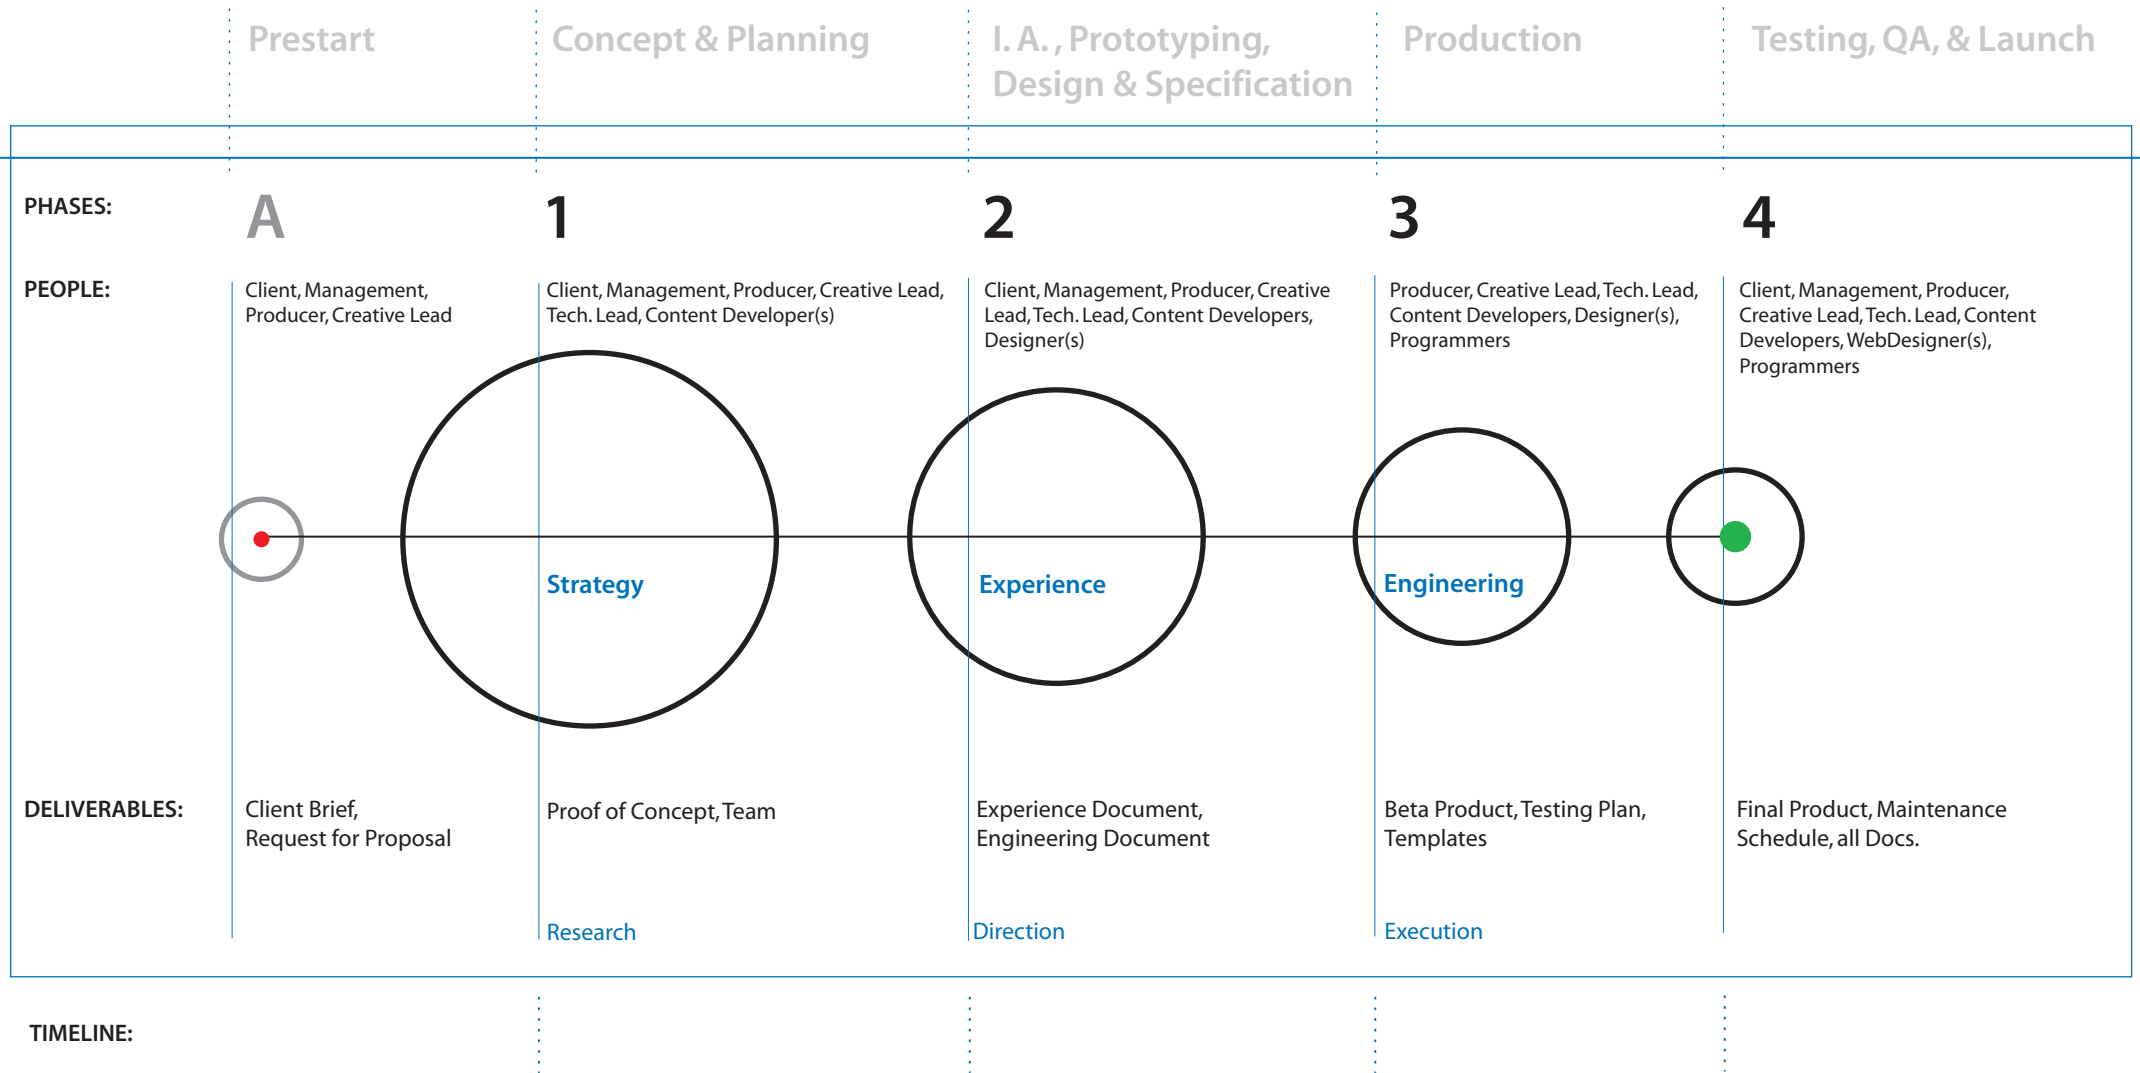 Prestart
Concept & Planning
I. A. , Prototyping,
Design & Specification
Production
Testing, QA, & Launch
PHASES:
A
1
2
3
4
PEOPLE:
Client, Management,
Producer, Creative Lead
Client, Management, Producer, Creative Lead,
Tech. Lead, Content Developer(s)
Client, Management, Producer, Creative
Lead, Tech. Lead, Content Developers,
Designer(s)
Producer, Creative Lead, Tech. Lead,
Content Developers, Designer(s),
Programmers
Client, Management, Producer,
Creative Lead, Tech. Lead, Content
Developers, WebDesigner(s),
Programmers
Strategy
Experience
Engineering
DELIVERABLES:
Client Brief,
Request for Proposal
Proof of Concept, Team
Experience Document,
Engineering Document
Beta Product, Testing Plan,
Templates
Final Product, Maintenance
Schedule, all Docs.
Research
Direction
Execution
TIMELINE: